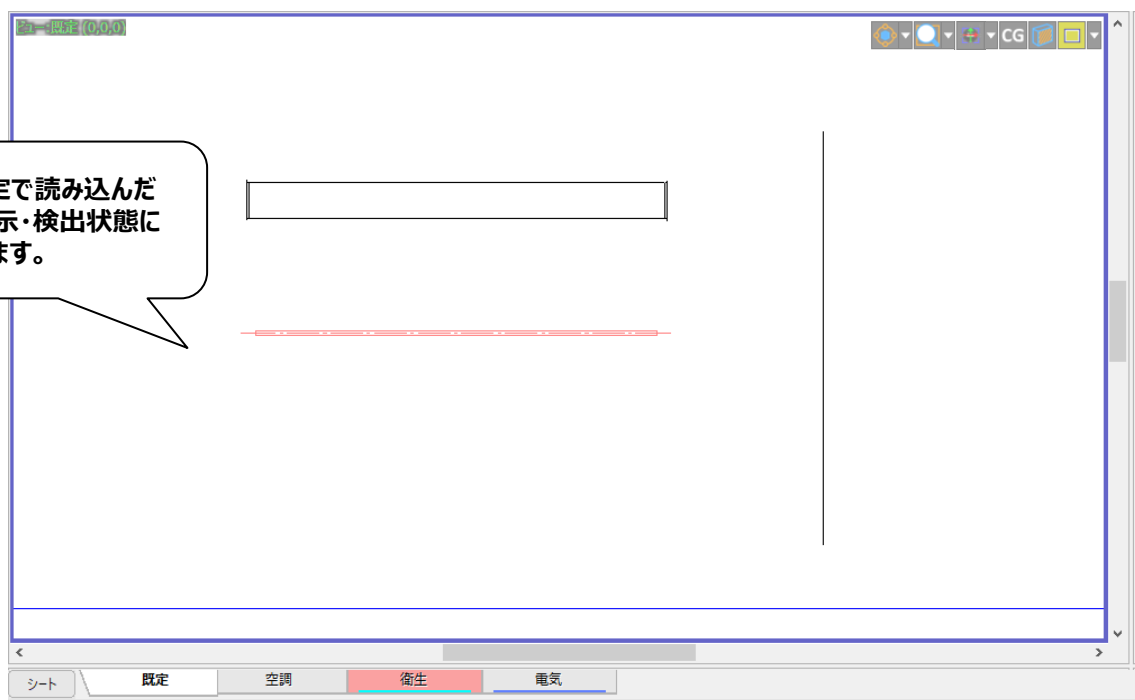 ビュー:既定 (0,0,0)
CG
定で読み込んだ
示・検出状態に
ます。
シート
既定
空調
衛生
電気